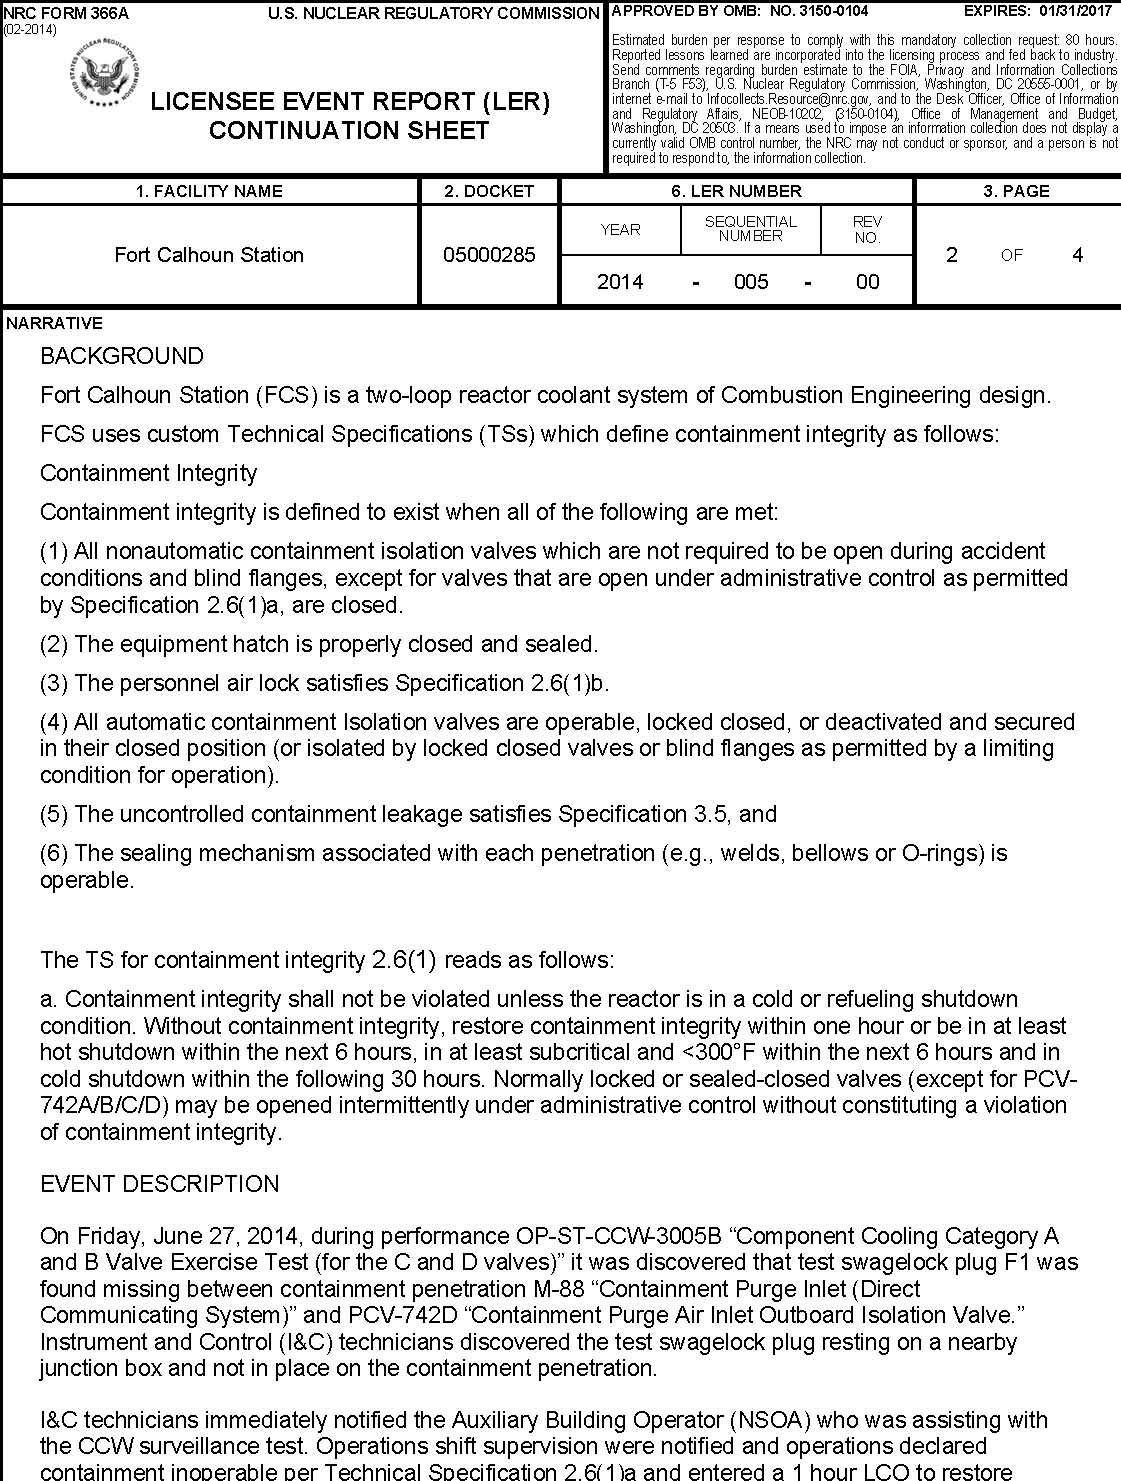 NRC FORM 366A
(02-2014)
U.S. NUCLEAR REGULATORY COMMISSION
LICENSEE EVENT REPORT (LER)
CONTINUATION SHEET
APPROVED BY OMB: NO. 3150-0104 EXPIRES: 01/31/2017
Estimated burden per response to comply with this mandatory collection request: 80 hours.
Reported lessons learned are incorporated into the licensing process and fed back to industry.
Send comments regarding burden estimate to the FOIA, Privacy and Information Collections
Branch (T-5 F53), U.S. Nuclear Regulatory Commission, Washington, DC 20555-0001, or by
internet e-mail to Infocollects.Resource@nrc.gov, and to the Desk Officer, Office of Information
and Regulatory Affairs, NEOB-10202, (3150-0104), Office of Management and Budget,
Washington, DC 20503. If a means used to impose an information collection does not display a
currently valid OMB control number, the NRC may not conduct or sponsor, and a person is not
required to respond to, the information collection.
1. FACILITY NAME 2. DOCKET 6. LER NUMBER 3. PAGE
Fort Calhoun Station
05000285
YEAR SEQUENTIAL NUMBER REV NO.
2014 - 005 - 00
2 OF 4
NARRATIVE
BACKGROUND
Fort Calhoun Station (FCS) is a two-loop reactor coolant system of Combustion Engineering design.
FCS uses custom Technical Specifications (TSs) which define containment integrity as follows:
Containment Integrity
Containment integrity is defined to exist when all of the following are met:
(1) All nonautomatic containment isolation valves which are not required to be open during accident
conditions and blind flanges, except for valves that are open under administrative control as permitted
by Specification 2.6(1)a, are closed.
(2) The equipment hatch is properly closed and sealed.
(3) The personnel air lock satisfies Specification 2.6(1)b.
(4) All automatic containment Isolation valves are operable, locked closed, or deactivated and secured
in their closed position (or isolated by locked closed valves or blind flanges as permitted by a limiting
condition for operation).
(5) The uncontrolled containment leakage satisfies Specification 3.5, and
(6) The sealing mechanism associated with each penetration (e.g., welds, bellows or O-rings) is
operable.
The TS for containment integrity 2.6(1) reads as follows:
a. Containment integrity shall not be violated unless the reactor is in a cold or refueling shutdown
condition. Without containment integrity, restore containment integrity within one hour or be in at least
hot shutdown within the next 6 hours, in at least subcritical and <300°F within the next 6 hours and in
cold shutdown within the following 30 hours. Normally locked or sealed-closed valves (except for PCV-
742A/B/C/D) may be opened intermittently under administrative control without constituting a violation
of containment integrity.
EVENT DESCRIPTION
On Friday, June 27, 2014, during performance OP-ST-CCW-3005B “Component Cooling Category A
and B Valve Exercise Test (for the C and D valves)” it was discovered that test swagelock plug F1 was
found missing between containment penetration M-88 “Containment Purge Inlet (Direct
Communicating System)” and PCV-742D “Containment Purge Air Inlet Outboard Isolation Valve.”
Instrument and Control (I&C) technicians discovered the test swagelock plug resting on a nearby
junction box and not in place on the containment penetration.
I&C technicians immediately notified the Auxiliary Building Operator (NSOA) who was assisting with
the CCW surveillance test. Operations shift supervision were notified and operations declared
containment inoperable per Technical Specification 2.6(1)a and entered a 1 hour LCO to restore